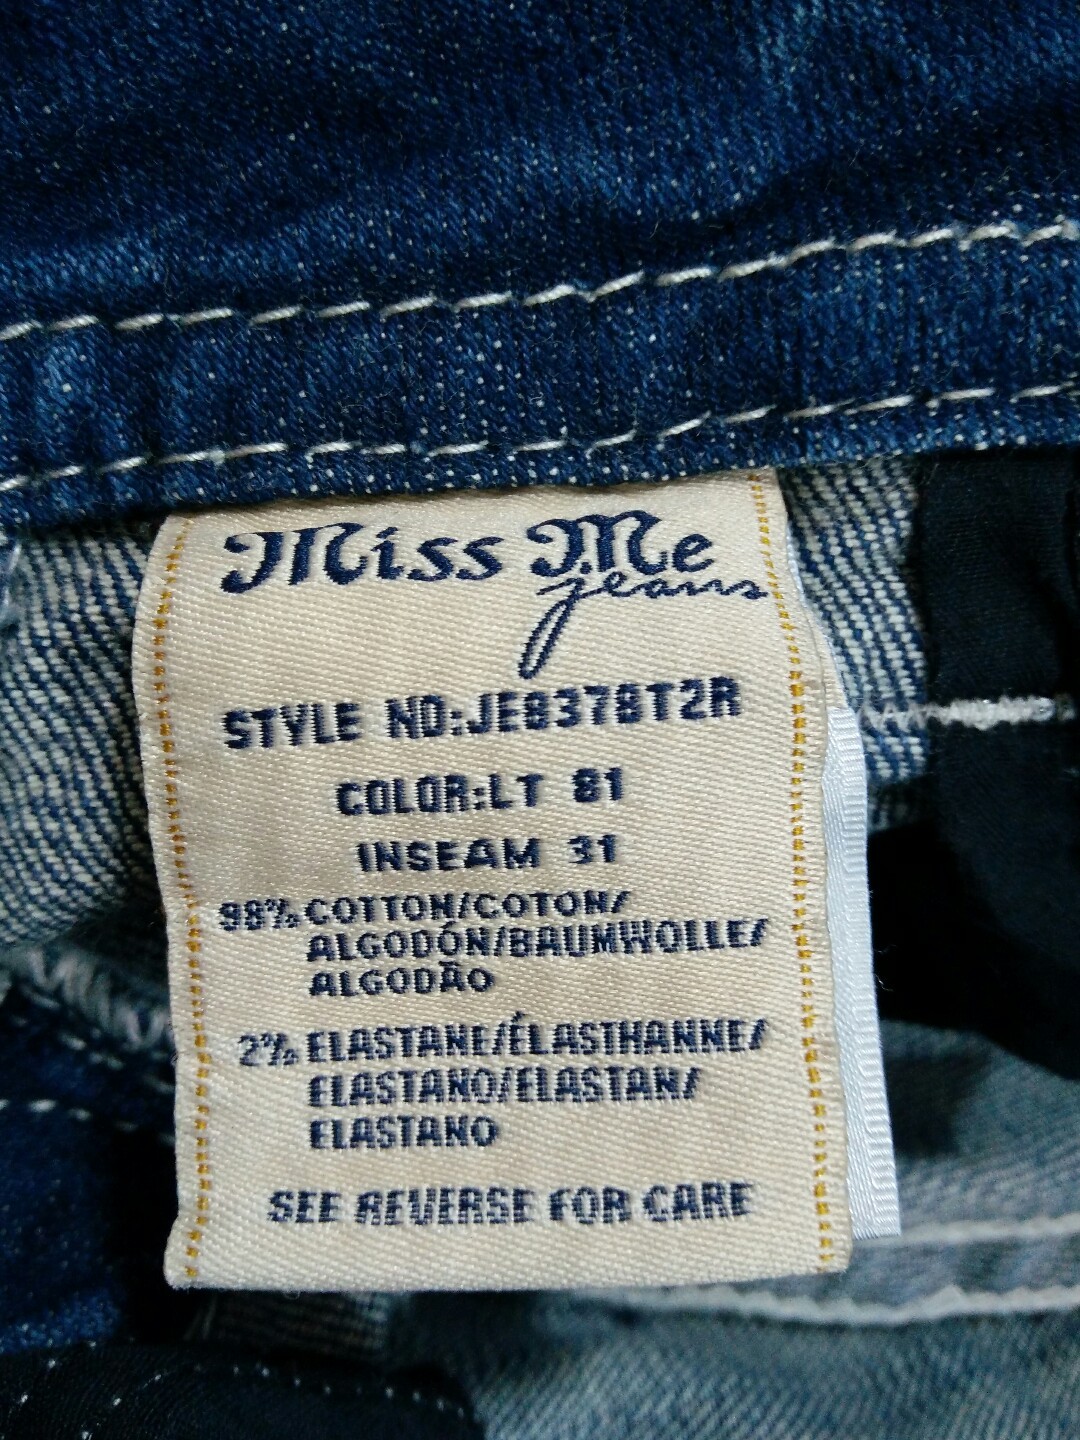 Miss Me
jeans
STYLE NO:JE8378T2R
COLOR:LT 81
INSEAM 31
98% COTTON/COTON/
ALGODÓN/BAUMWOLLE/
ALGODÃO
2% ELASTANE/ÉLASTHANNE/
ELASTANO/ELASTAN/
ELASTANO
SEE REVERSE FOR CARE